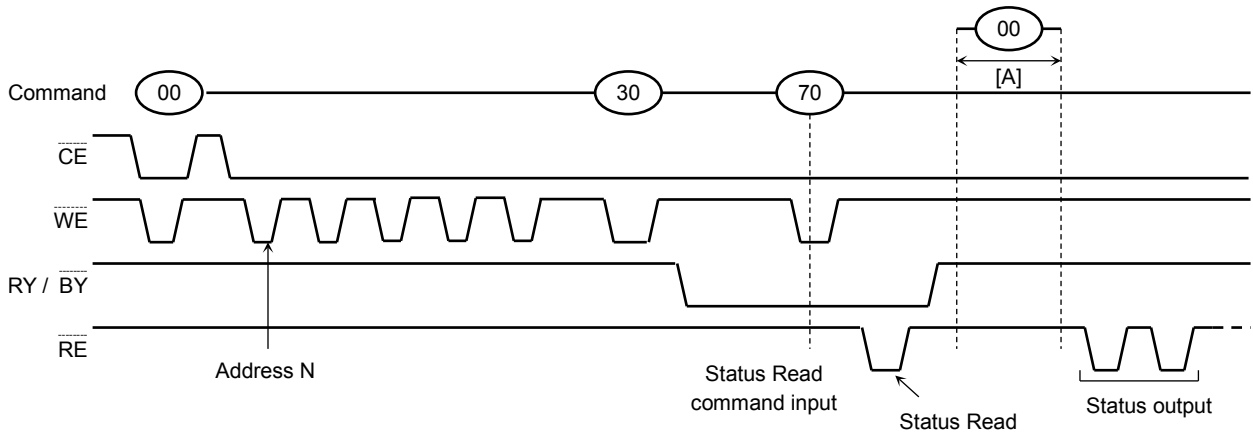 00
[A]
Command 00 30 70
CE
WE
RY / BY
RE
Address N
Status Read
command input
Status Read
Status output